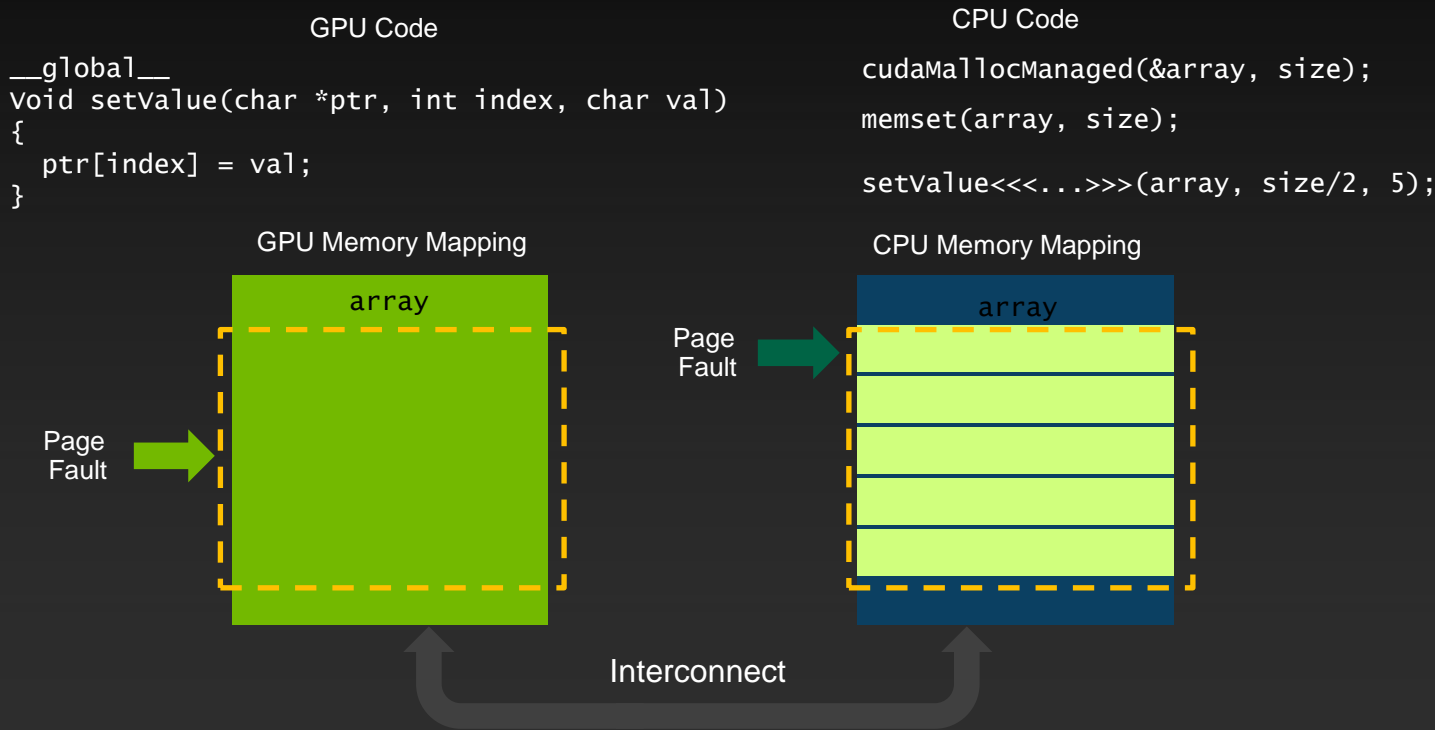 GPU Code
__global__
Void setValue(char *ptr, int index, char val)
{
  ptr[index] = val;
}
CPU Code
cudaMallocManaged(&array, size);
memset(array, size);
setValue<<<...>>>(array, size/2, 5);
GPU Memory Mapping
array
Page
Fault
CPU Memory Mapping
array
Page
Fault
Interconnect